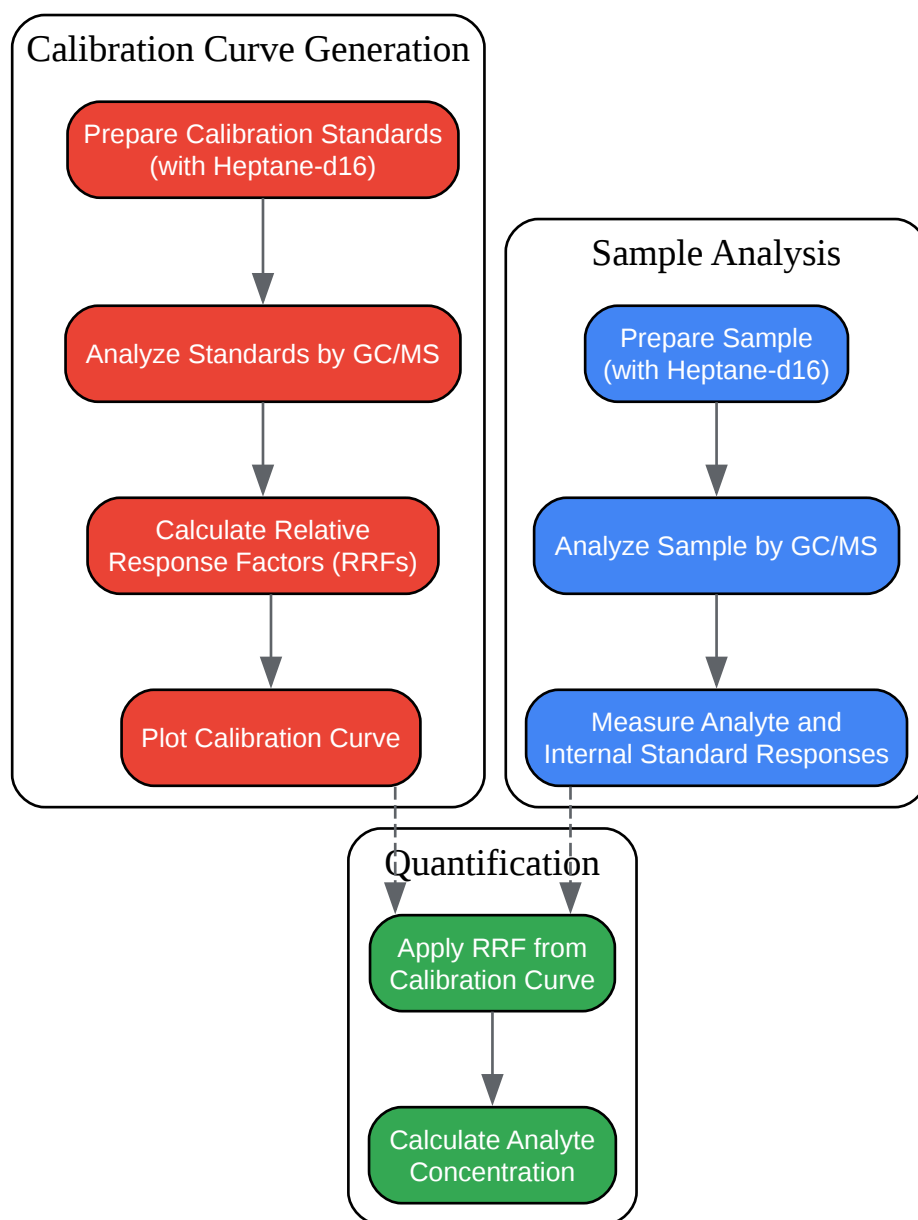 Calibration Curve Generation
Prepare Calibration Standards
(with Heptane-d16)
Analyze Standards by GC/MS
Calculate Relative
Response Factors (RRFs)
Plot Calibration Curve
Sample Analysis
Prepare Sample
(with Heptane-d16)
Analyze Sample by GC/MS
Measure Analyte and
Internal Standard Responses
Quantification
Apply RRF from
Calibration Curve
Calculate Analyte
Concentration